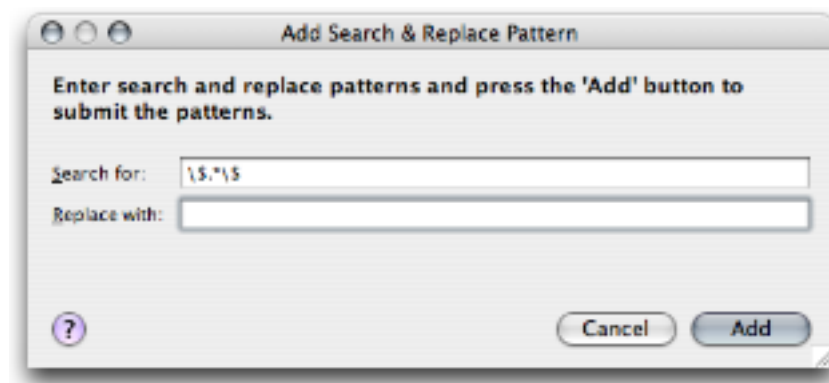 Add Search & Replace Pattern
Enter search and replace patterns and press the 'Add' button to
submit the patterns.
Search for: \$.*\$
Replace with:
? Cancel Add